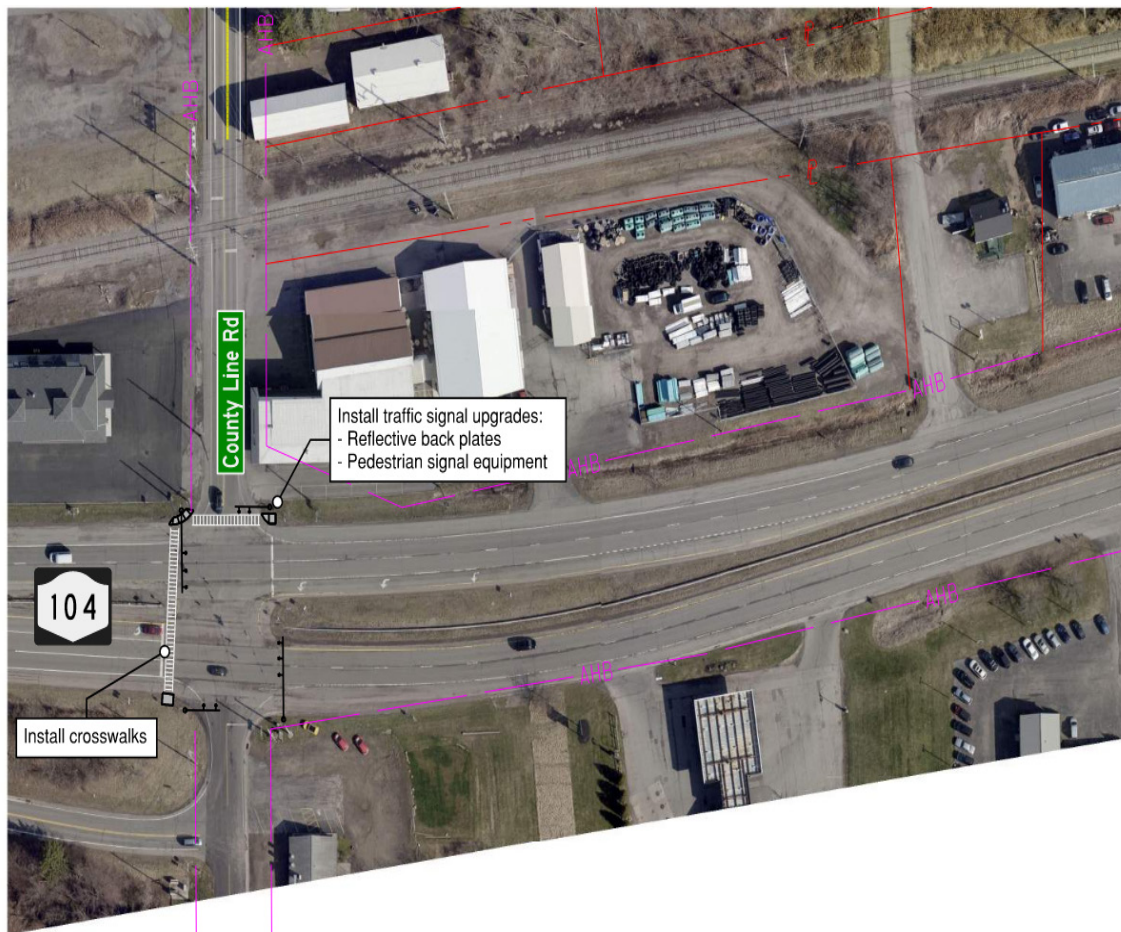 AHB
AHB
P
P
County Line Rd
Install traffic signal upgrades:
- Reflective back plates
- Pedestrian signal equipment
AHB
AHB
104
AHB
AHB
Install crosswalks